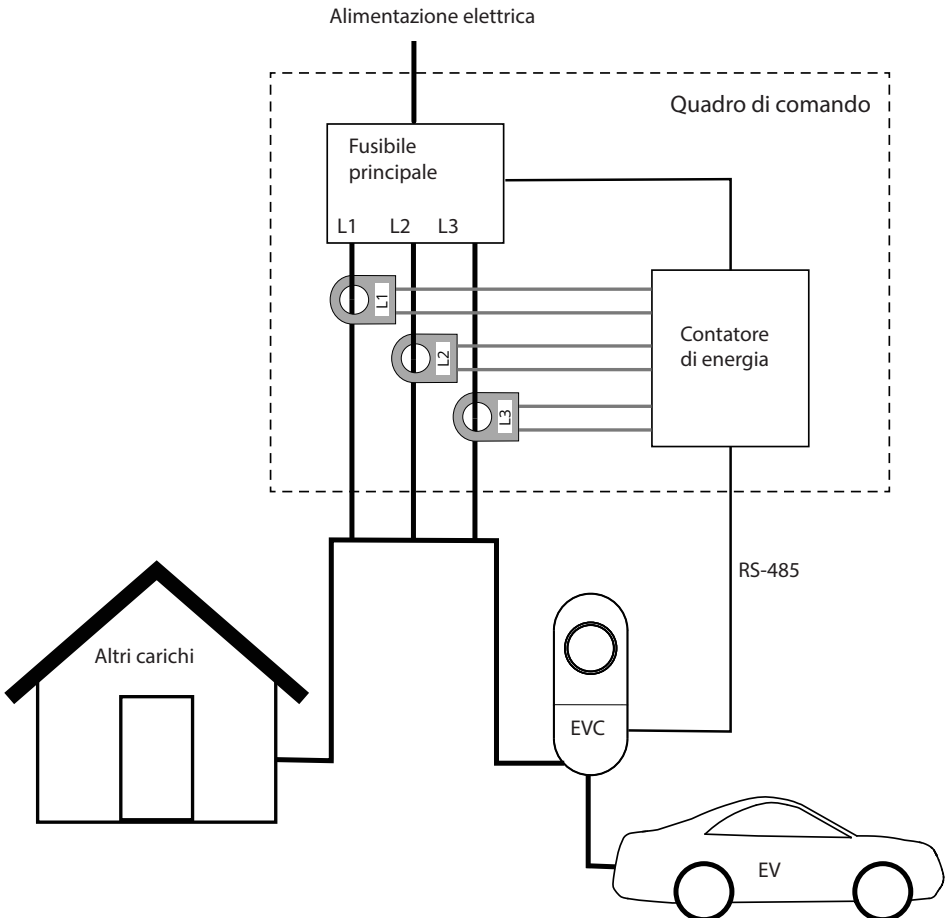 Alimentazione elettrica
Quadro di comando
Fusibile
principale
L1 L2 L3
L1
L2
L3
Contatore
di energia
RS-485
Altri carichi
EVC
EV